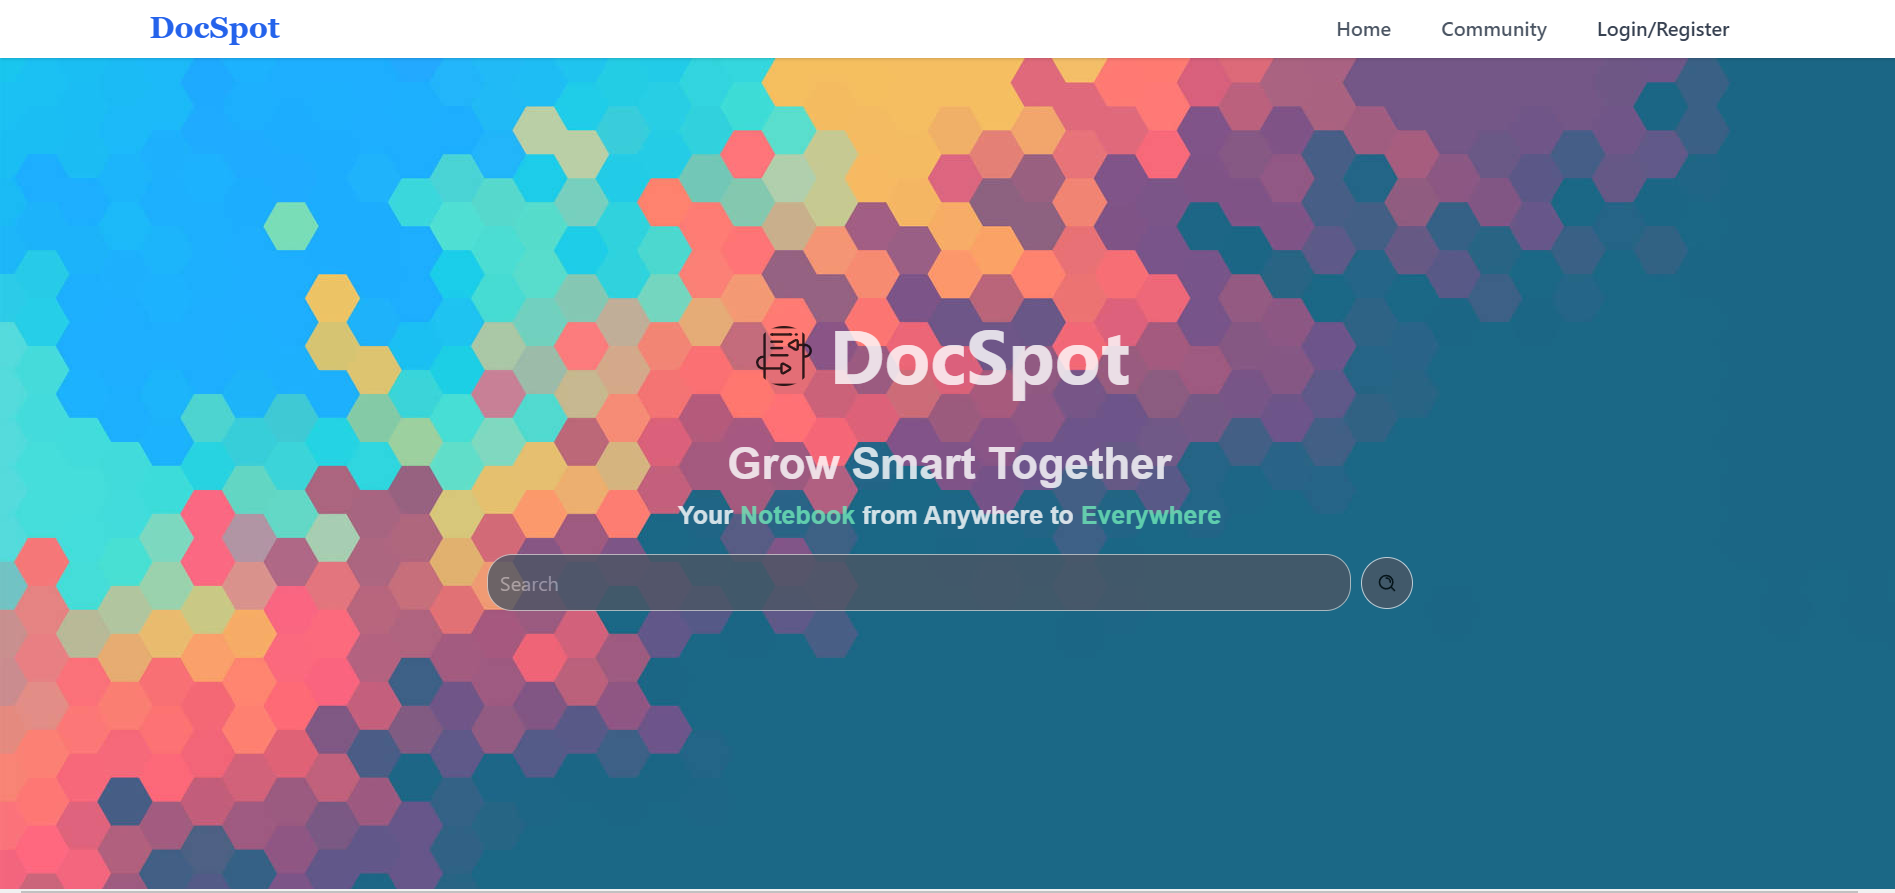 DocSpot
Home Community Login/Register
DocSpot
Grow Smart Together
Your Notebook from Anywhere to Everywhere
Search